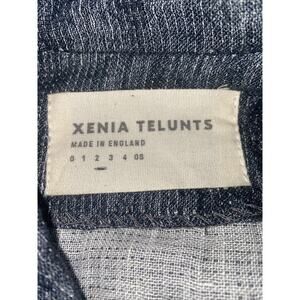 XENIA TELUNTS
MADE IN ENGLAND
0 1 2 3 4 OS